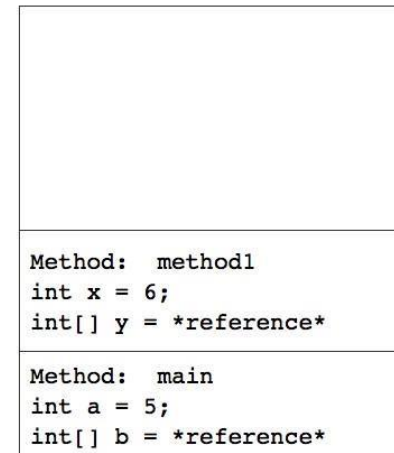 Method:  method1
int x = 6;
int[] y = *reference*
Method:  main
int a = 5;
int[] b = *reference*